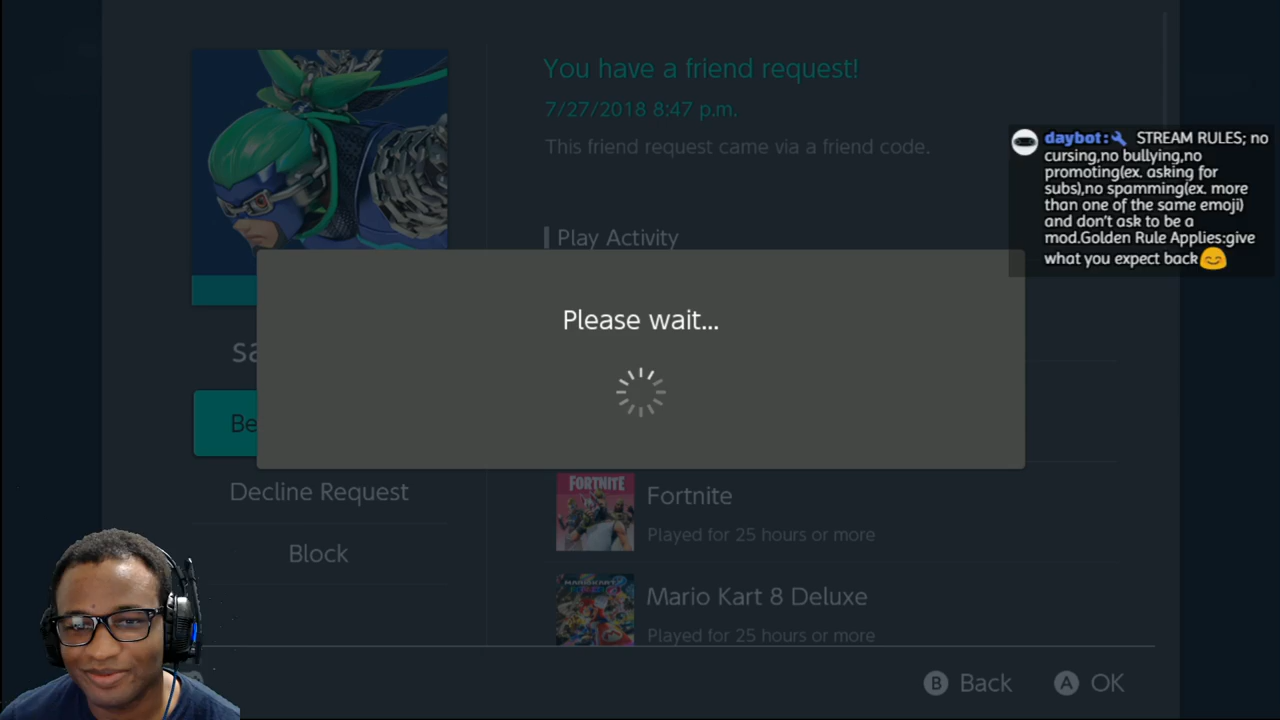 You have a friend request!
7/27/2018 8:47 p.m.
This friend request came via a friend code.
Play Activity
daybot: STREAM RULES; no
cursing,no bullying,no
promoting(ex. asking for
subs),no spamming(ex. more
than one of the same emoji)
and don't ask to be a
mod.Golden Rule Applies:give
what you expect back😊
Please wait...
sa
Be
Decline Request
Block
FORTNITE
Fortnite
Played for 25 hours or more
Mario Kart 8 Deluxe
Played for 25 hours or more
B Back
A OK